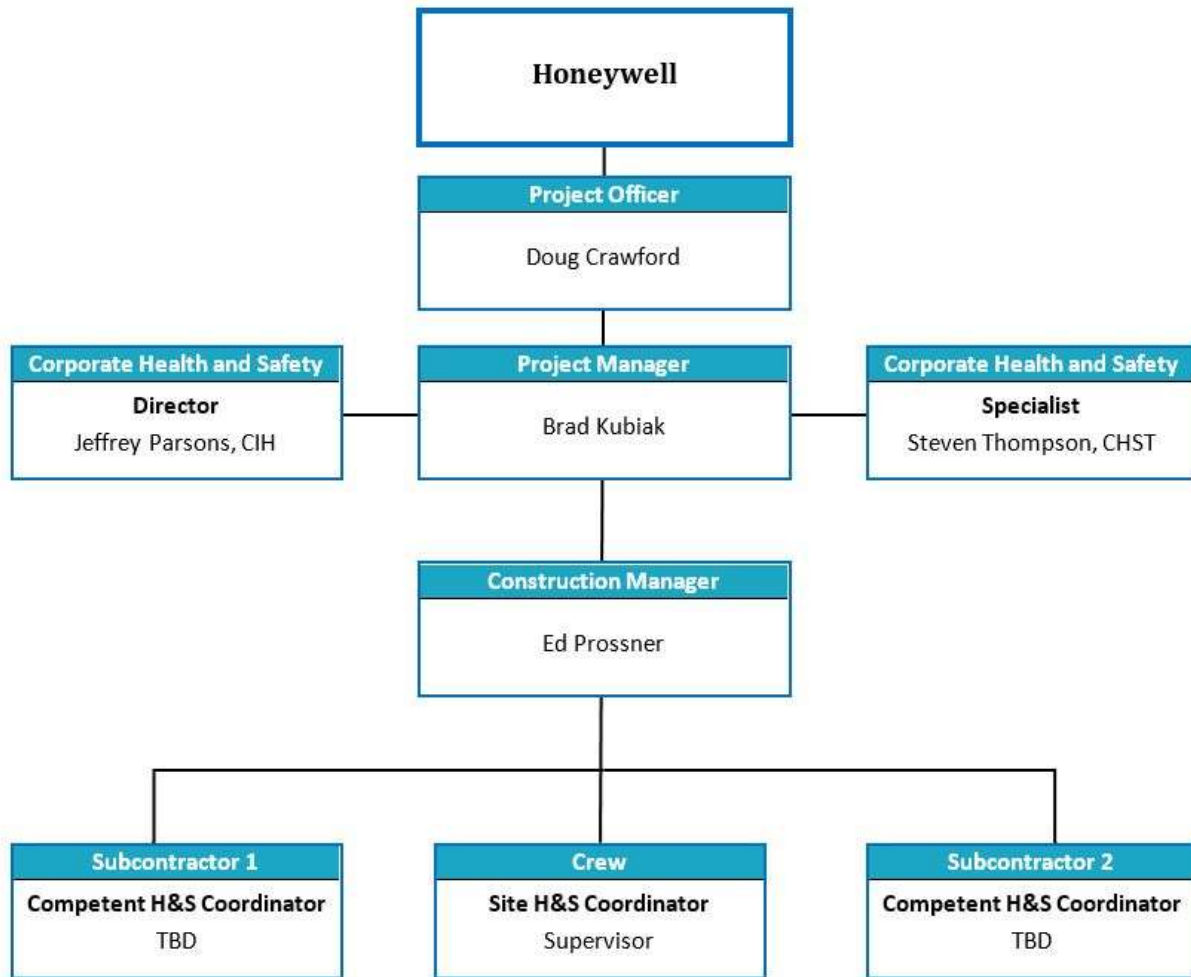 Honeywell
Project Officer
Doug Crawford
Corporate Health and Safety
Director
Jeffrey Parsons, CIH
Project Manager
Brad Kubiak
Corporate Health and Safety
Specialist
Steven Thompson, CHST
Construction Manager
Ed Prossner
Subcontractor 1
Competent H&S Coordinator
TBD
Crew
Site H&S Coordinator
Supervisor
Subcontractor 2
Competent H&S Coordinator
TBD